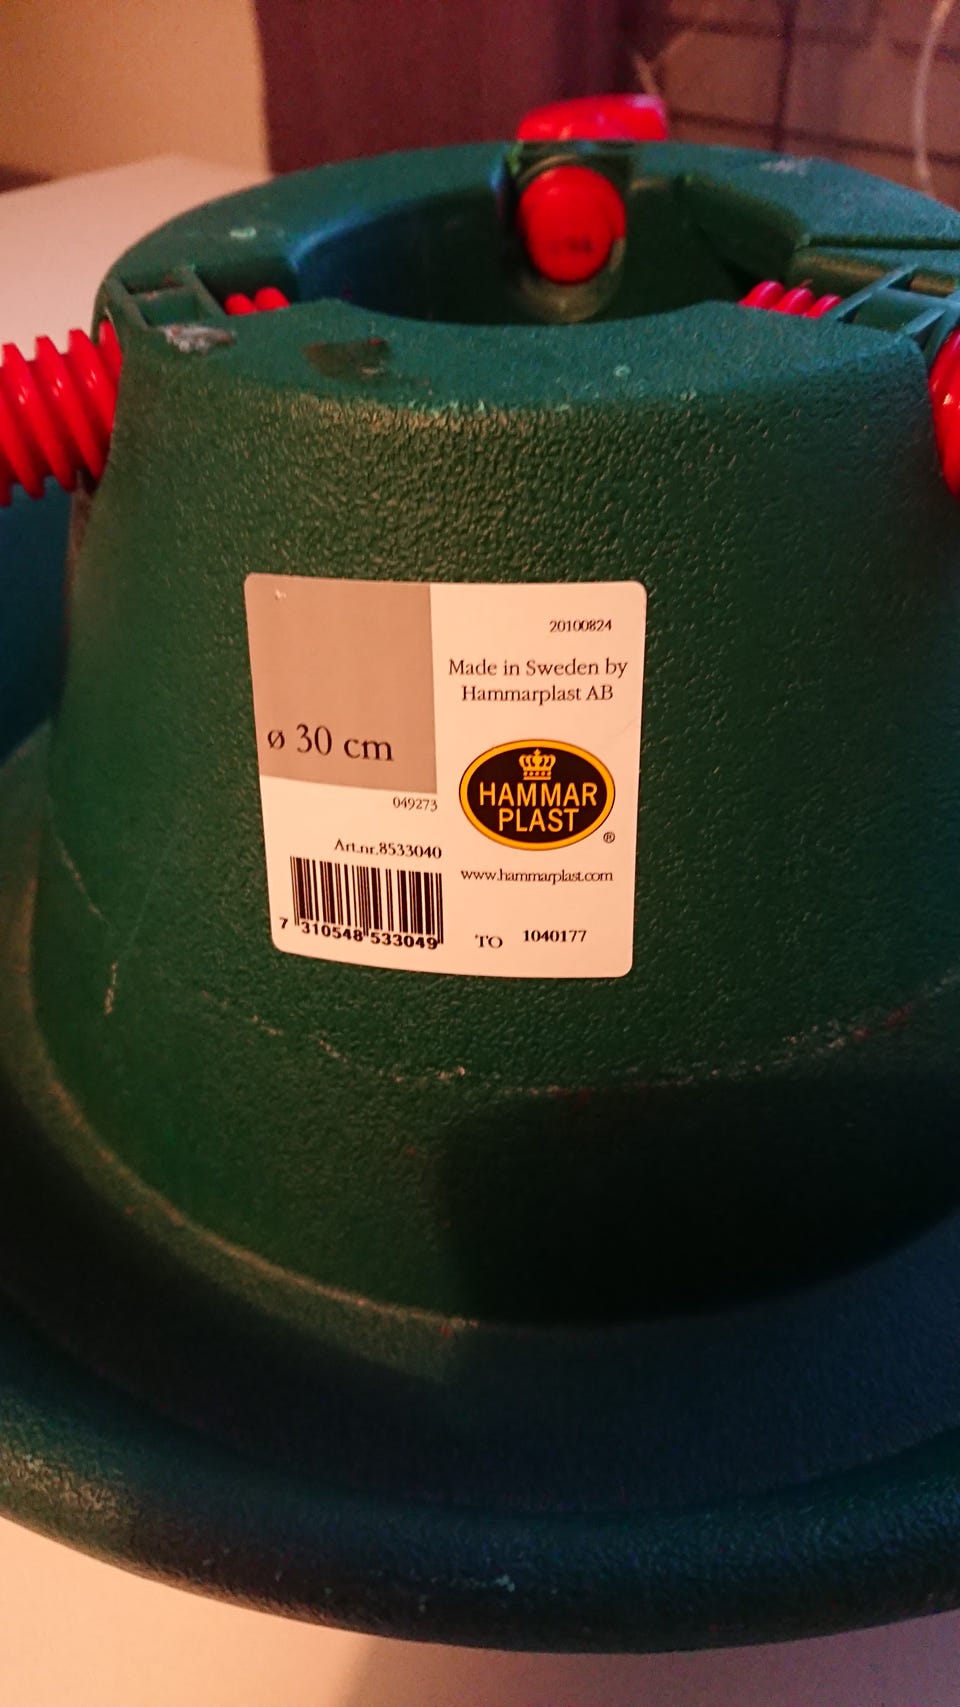 20100824
Made in Sweden by
Hammarplast AB
ø 30 cm
HAMMAR
PLAST
®
049273
Art.nr.8533040
www.hammarplast.com
7 310548 533049
TO 1040177